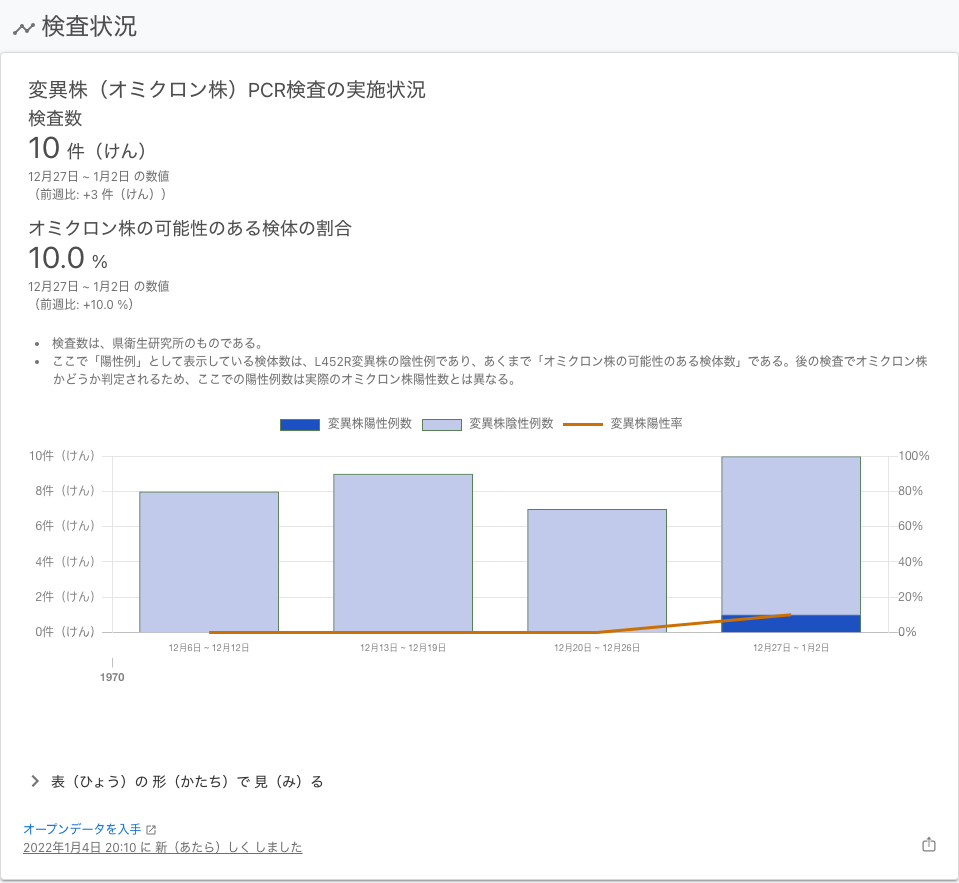 検査状況
変異株（オミクロン株）PCR検査の実施状況
検査数
10 件（けん）
12月27日 ~ 1月2日 の数値
（前週比: +3 件（けん））
オミクロン株の可能性のある検体の割合
10.0 %
12月27日 ~ 1月2日 の数値
（前週比: +10.0 %）
• 検査数は、県衛生研究所のものである。
• ここで「陽性例」として表示している検体数は、L452R変異株の陰性例であり、あくまで「オミクロン株の可能性のある検体数」である。後の検査でオミクロン株
かどうか判定されるため、ここでの陽性例数は実際のオミクロン株陽性数とは異なる。
変異株陽性例数 変異株陰性例数 変異株陽性率
10件（けん） 100%
8件（けん） 80%
6件（けん） 60%
4件（けん） 40%
2件（けん） 20%
0件（けん） 0%
12月6日 ~ 12月12日 12月13日 ~ 12月19日 12月20日 ~ 12月26日 12月27日 ~ 1月2日
1970
表（ひょう）の 形（かたち）で 見（み）る
オープンデータを入手
2022年1月4日 20:10 に 新（あたら）しく しました